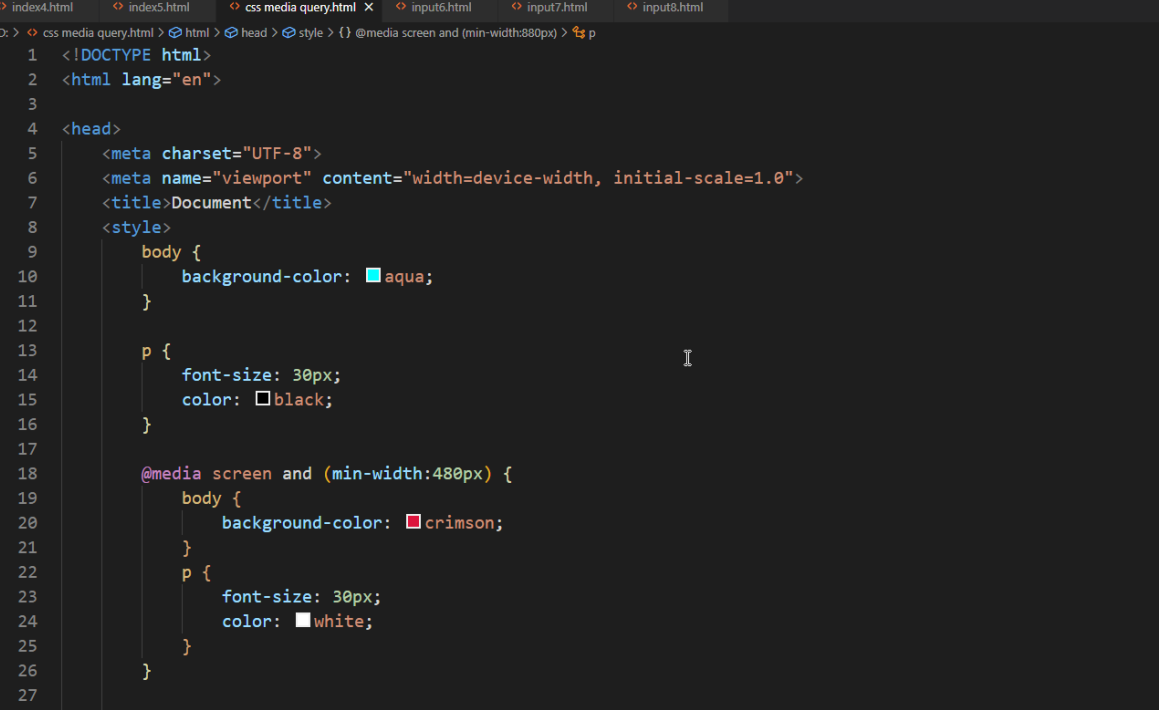 index4.html index5.html css media query.html input6.html input7.html input8.html
D: > css media query.html > html > head > style > {} @media screen and (min-width:880px) > p
1 <!DOCTYPE html>
2 <html lang="en">
3
4 <head>
5 <meta charset="UTF-8">
6 <meta name="viewport" content="width=device-width, initial-scale=1.0">
7 <title>Document</title>
8 <style>
9 body {
10 background-color: aqua;
11 }
12
13 p {
14 font-size: 30px;
15 color: black;
16 }
17
18 @media screen and (min-width:480px) {
19 body {
20 background-color: crimson;
21 }
22 p {
23 font-size: 30px;
24 color: white;
25 }
26 }
27